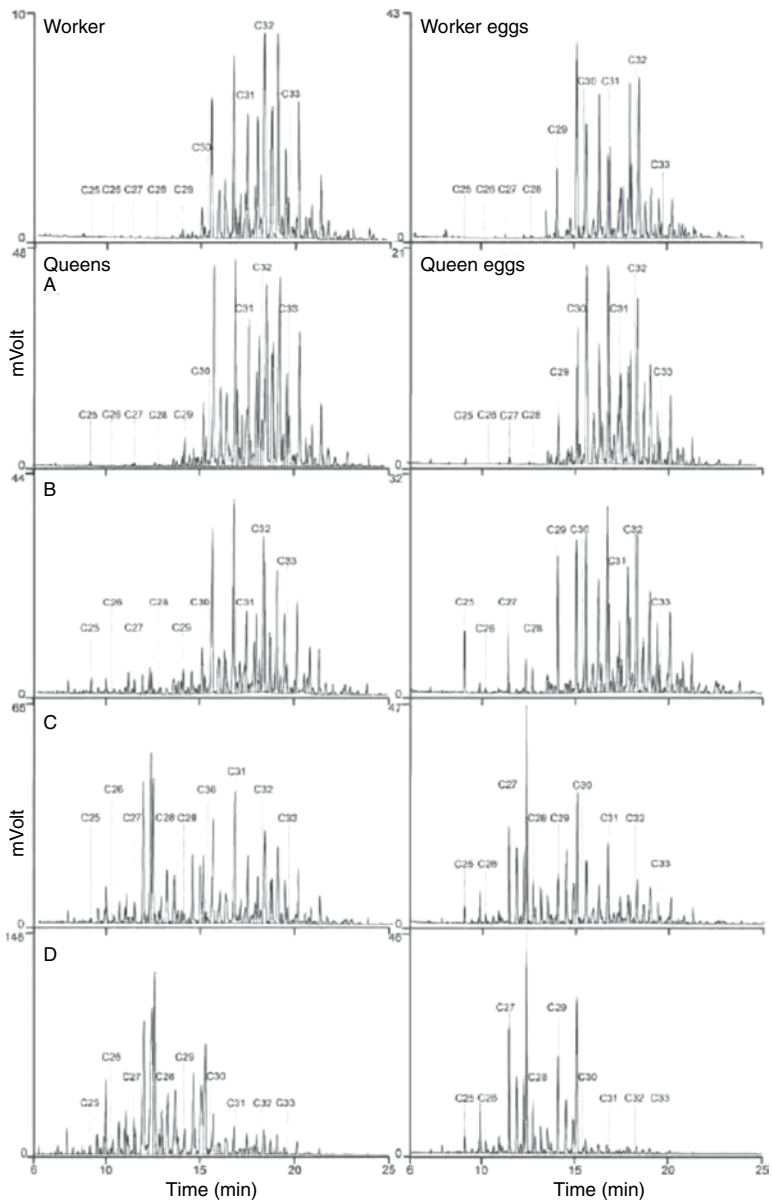 10 Worker C32 C31 C33 C30 C25 C26 C27 C28 C29 0
43 Worker eggs C32 C30 C31 C29 C33 C25 C26 C27 C28 0
48 Queens C32
A C31 C33 C30 C25 C26 C27 C28 C29 0
21 Queen eggs C32 C30 C31 C29 C33 C25 C26 C27 C28 0
mVolt
44 B C32 C33 C26 C28 C30 C31 C25 C27 C29 0
32 C29 C30 C32 C31 C25 C27 C33 C26 C28 0
65 C C31 C26 C30 C32 C25 C27 C28 C29 C33 0
47 C27 C30 C28 C29 C31 C32 C25 C26 C33 0
mVolt
148 D C26 C29 C27 C28 C30 C25 C31 C32 C33 0
46 C27 C29 C28 C30 C25 C26 C31 C32 C33 0
6 10 15 20 25
6 10 15 20 25
Time (min)
Time (min)